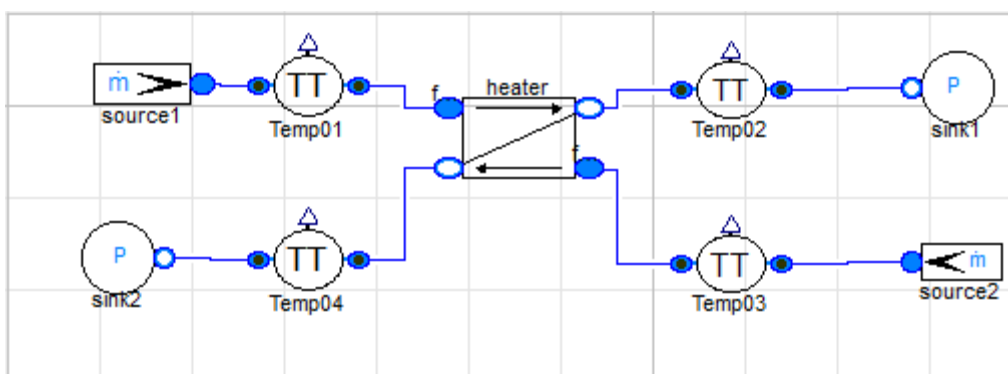 f
heater
ṁ
TT
TT
P
source1
Temp01
Temp02
sink1
f
P
TT
TT
ṁ
sink2
Temp04
Temp03
source2